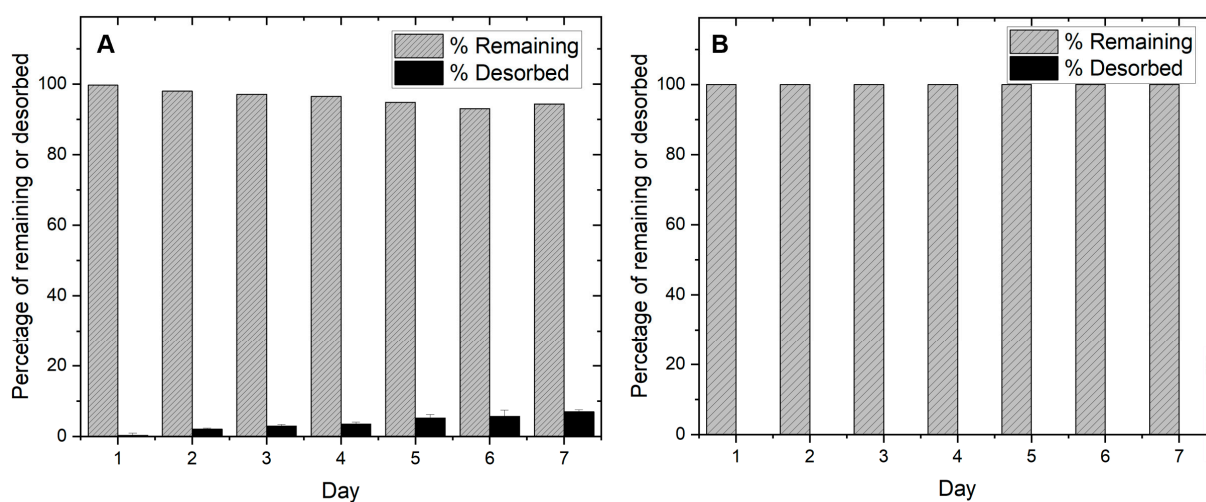 A
% Remaining
% Desorbed
Percetage of remaining or desorbed
100
80
60
40
20
0
1 2 3 4 5 6 7
Day
B
% Remaining
% Desorbed
Percetage of remaining or desorbed
100
80
60
40
20
0
1 2 3 4 5 6 7
Day